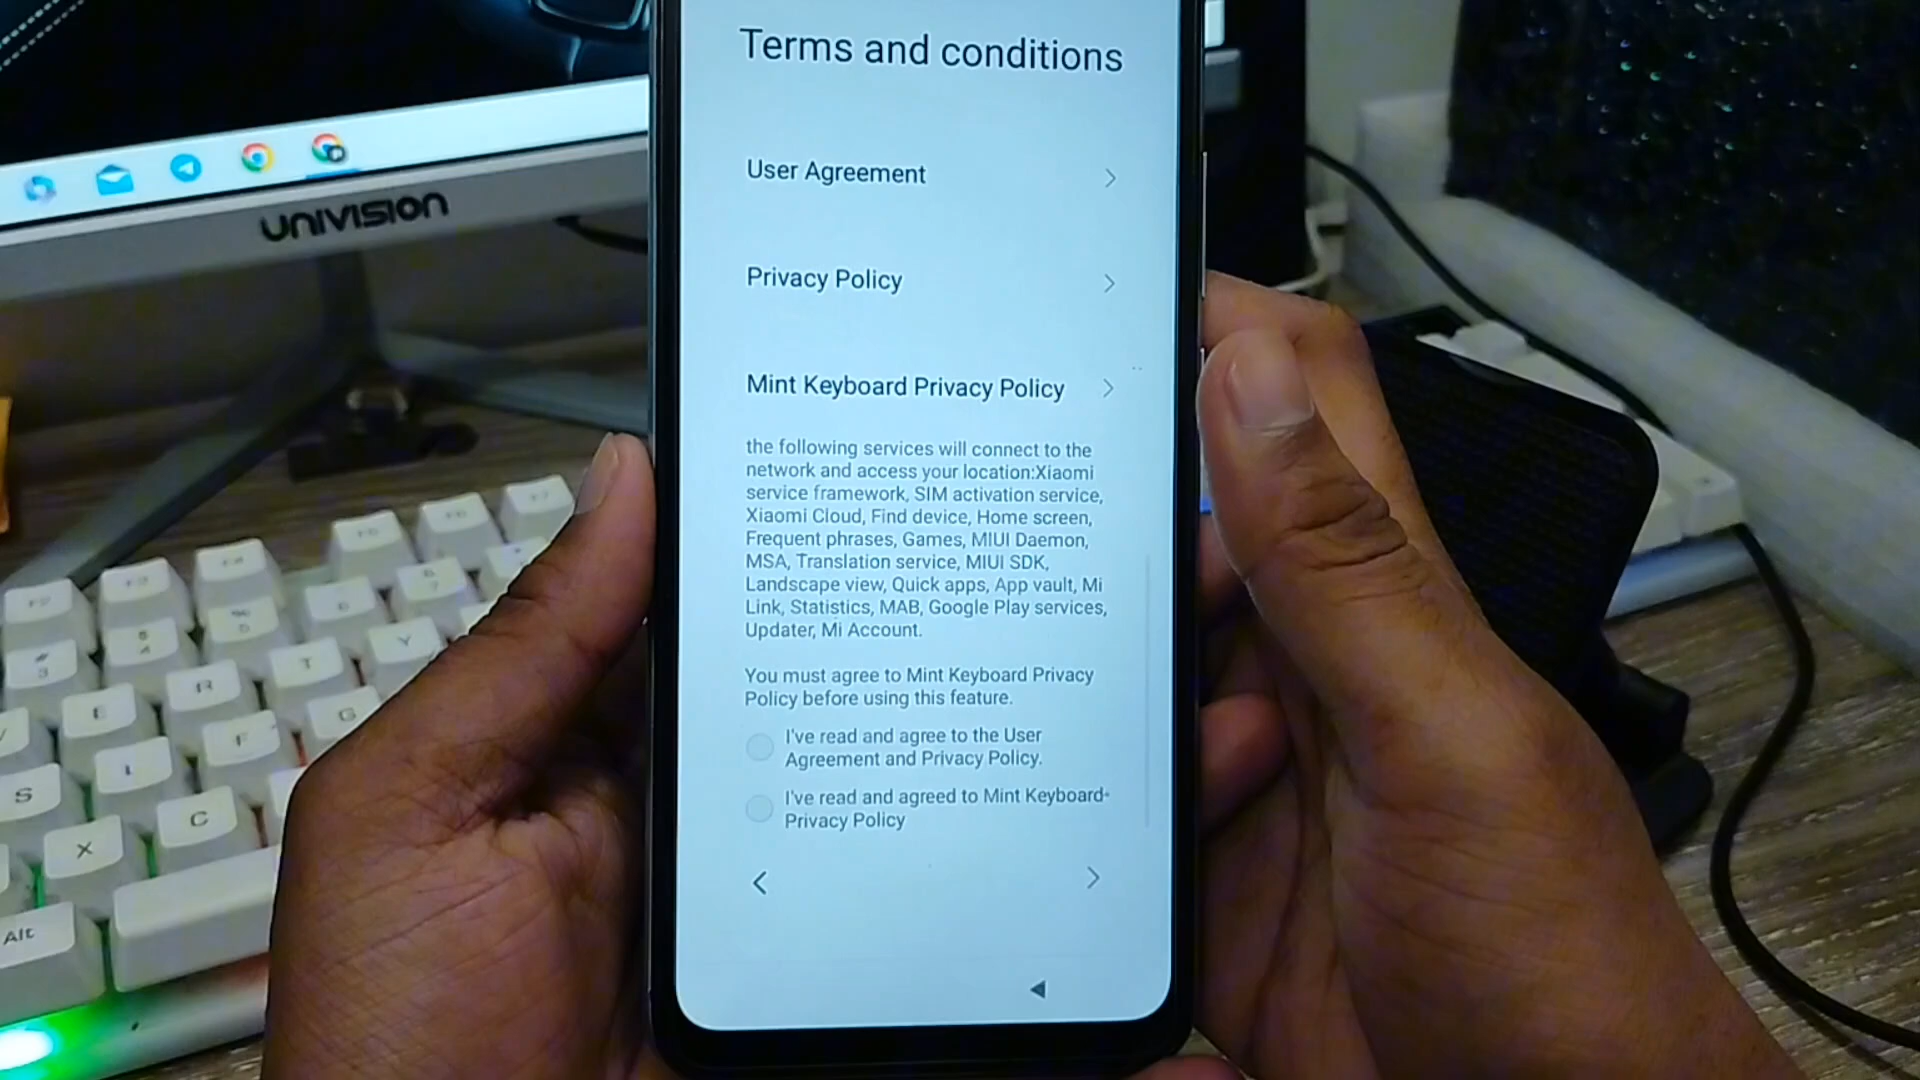 Terms and conditions
User Agreement
Privacy Policy
Mint Keyboard Privacy Policy
the following services will connect to the
network and access your location:Xiaomi
service framework, SIM activation service,
Xiaomi Cloud, Find device, Home screen,
Frequent phrases, Games, MIUI Daemon,
MSA, Translation service, MIUI SDK,
Landscape view, Quick apps, App vault, Mi
Link, Statistics, MAB, Google Play services,
Updater, Mi Account.
You must agree to Mint Keyboard Privacy
Policy before using this feature.
I've read and agree to the User
Agreement and Privacy Policy.
I've read and agreed to Mint Keyboard-
Privacy Policy
UNIVISION
# 3
$ 4
% 5
6
R
T
Y
E
F
G
S
X
C
Alt